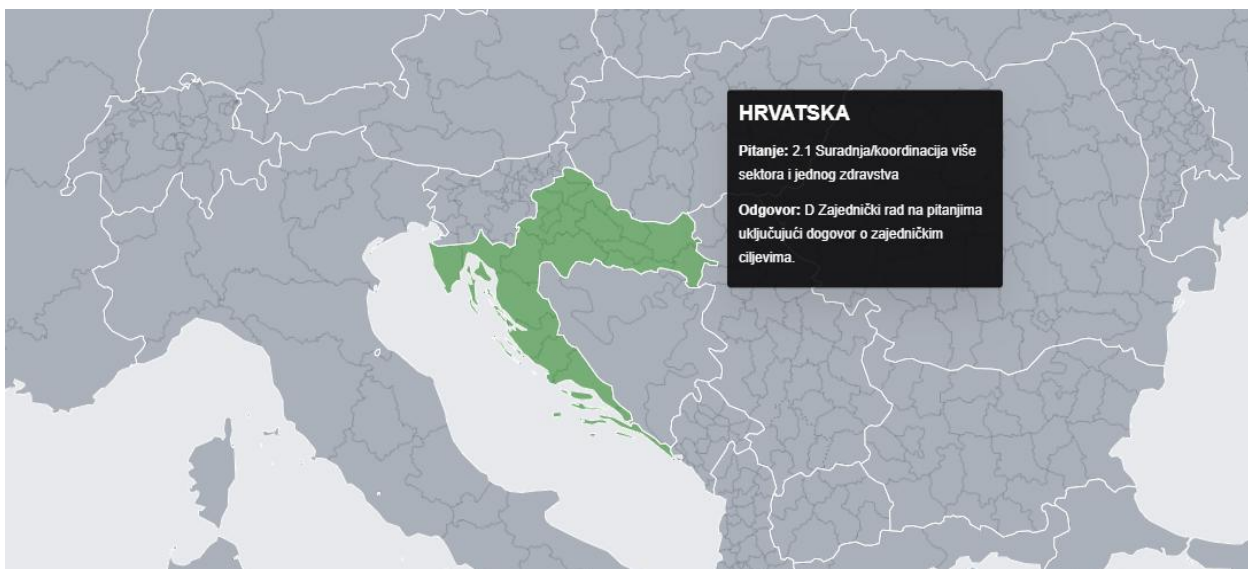 HRVATSKA
Pitanje: 2.1 Suradnja/koordinacija više
sektora i jednog zdravstva
Odgovor: D Zajednički rad na pitanjima
uključujući dogovor o zajedničkim
ciljevima.